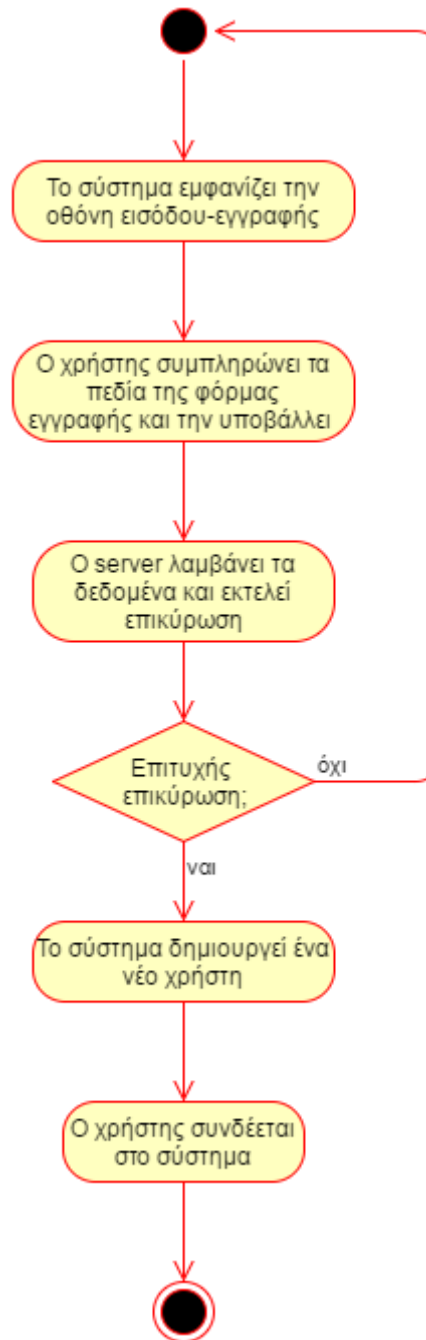 Το σύστημα εμφανίζει την
οθόνη εισόδου-εγγραφής
Ο χρήστης συμπληρώνει τα
πεδία της φόρμας
εγγραφής και την υποβάλλει
Ο server λαμβάνει τα
δεδομένα και εκτελεί
επικύρωση
Επιτυχής
επικύρωση;
όχι
ναι
Το σύστημα δημιουργεί ένα
νέο χρήστη
Ο χρήστης συνδέεται
στο σύστημα